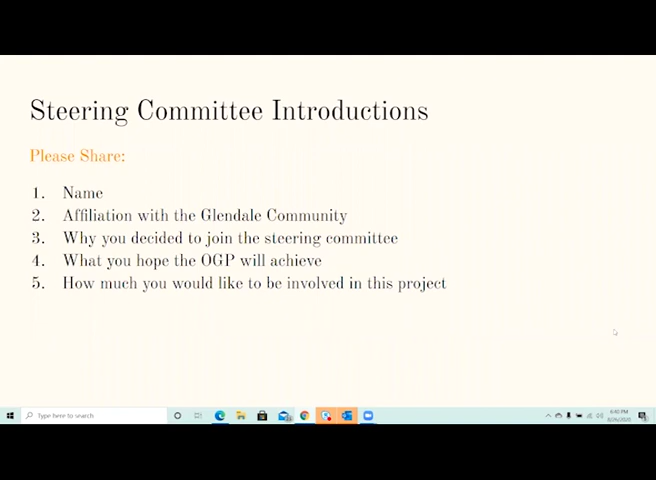 Steering Committee Introductions
Please Share:
1. Name
2. Affiliation with the Glendale Community
3. Why you decided to join the steering committee
4. What you hope the OGP will achieve
5. How much you would like to be involved in this project
Type here to search